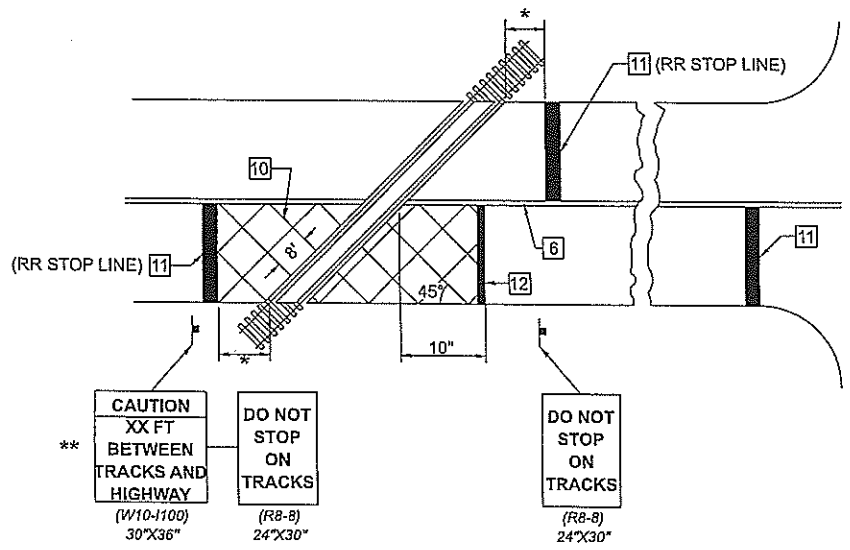 *
11 (RR STOP LINE)
10
8'
(RR STOP LINE) 11
6
11
12
45°
10"
*
**
CAUTION
XX FT
BETWEEN
TRACKS AND
HIGHWAY
(W10-I100)
30"X36"
DO NOT
STOP
ON
TRACKS
(R8-8)
24"X30"
DO NOT
STOP
ON
TRACKS
(R8-8)
24"X30"